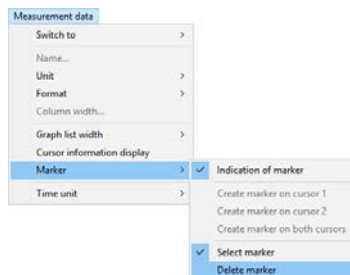 Measurement data
Switch to
Name...
Unit
Format
Column width...
Graph list width
Cursor information display
Marker
Time unit
Indication of marker
Create marker on cursor 1
Create marker on cursor 2
Create marker on both cursors
Select marker
Delete marker